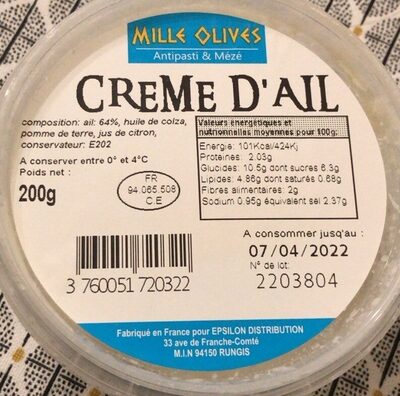 MILLE OLIVES
Antipasti & Mézé
CREME D'AIL
composition: ail: 64%, huile de colza,
pomme de terre, jus de citron,
conservateur: E202
A conserver entre 0° et 4°C
Poids net :
200g
FR
94.065.508
C.E
Valeurs énergétiques et
nutrionnelles moyennes pour 100g:
Energie: 101Kcal/424Kj
Protéines: 2.03g
Glucides: 10.5g dont sucres 6.3g
Lipides: 4.86g dont saturés 0.68g
Fibres alimentaires: 2g
Sodium 0.95g équivalent sel 2.37g
A consommer jusqu'au :
07/04/2022
N° de lot:
2203804
3 760051 720322
Fabriqué en France pour EPSILON DISTRIBUTION
33 ave de Franche-Comté
M.I.N 94150 RUNGIS